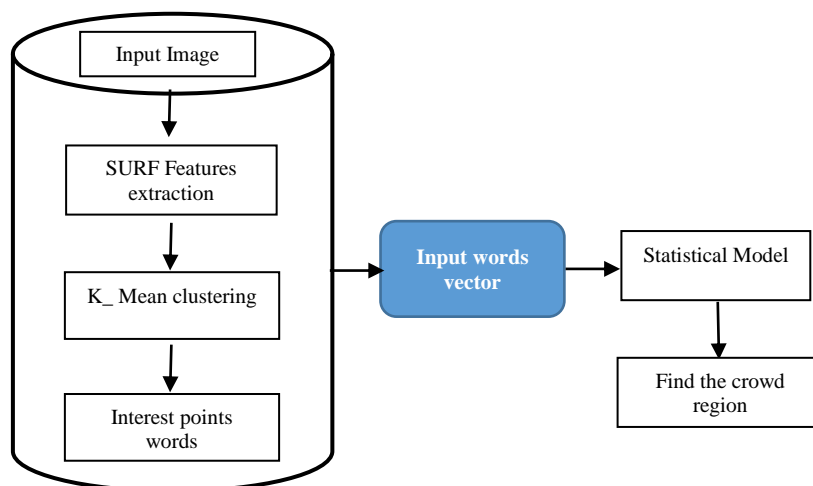 Input Image
SURF Features
extraction
K_ Mean clustering
Interest points
words
Input words
vector
Statistical Model
Find the crowd
region